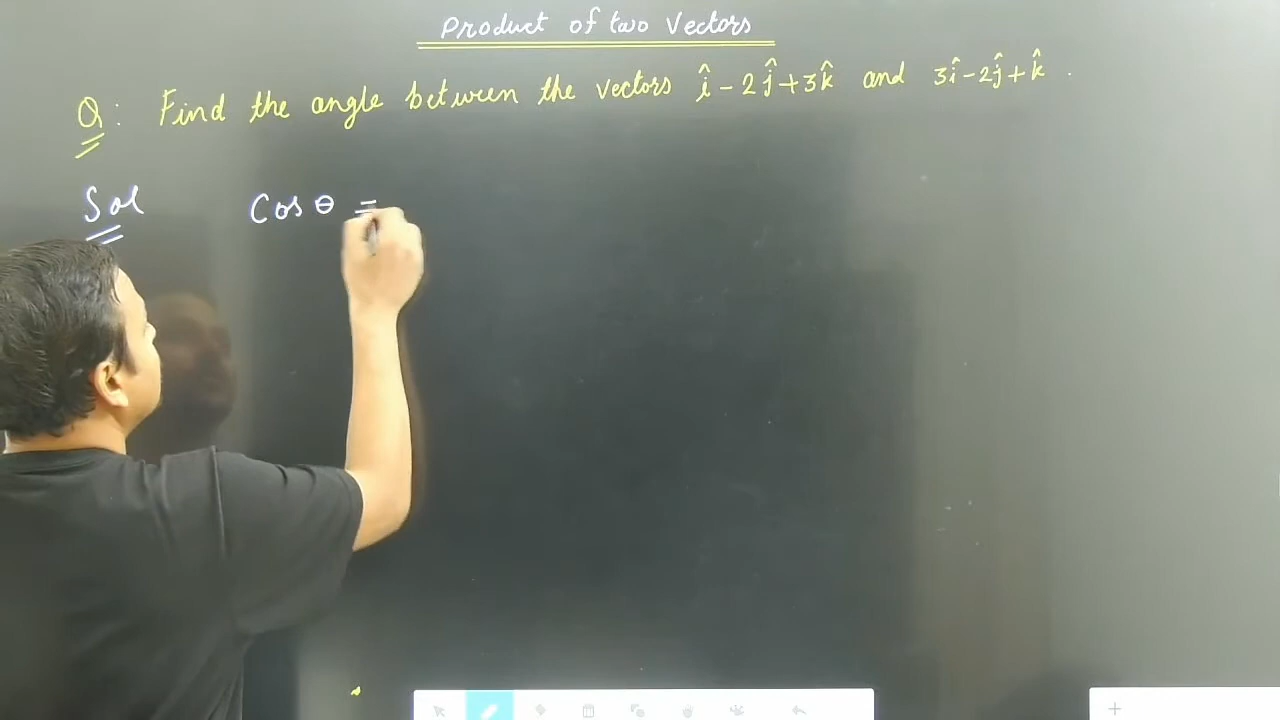 Product of two Vectors
Q: Find the angle between the vectors î - 2ĵ + 3k̂ and 3î - 2ĵ + k̂ .
Sol Cos θ =